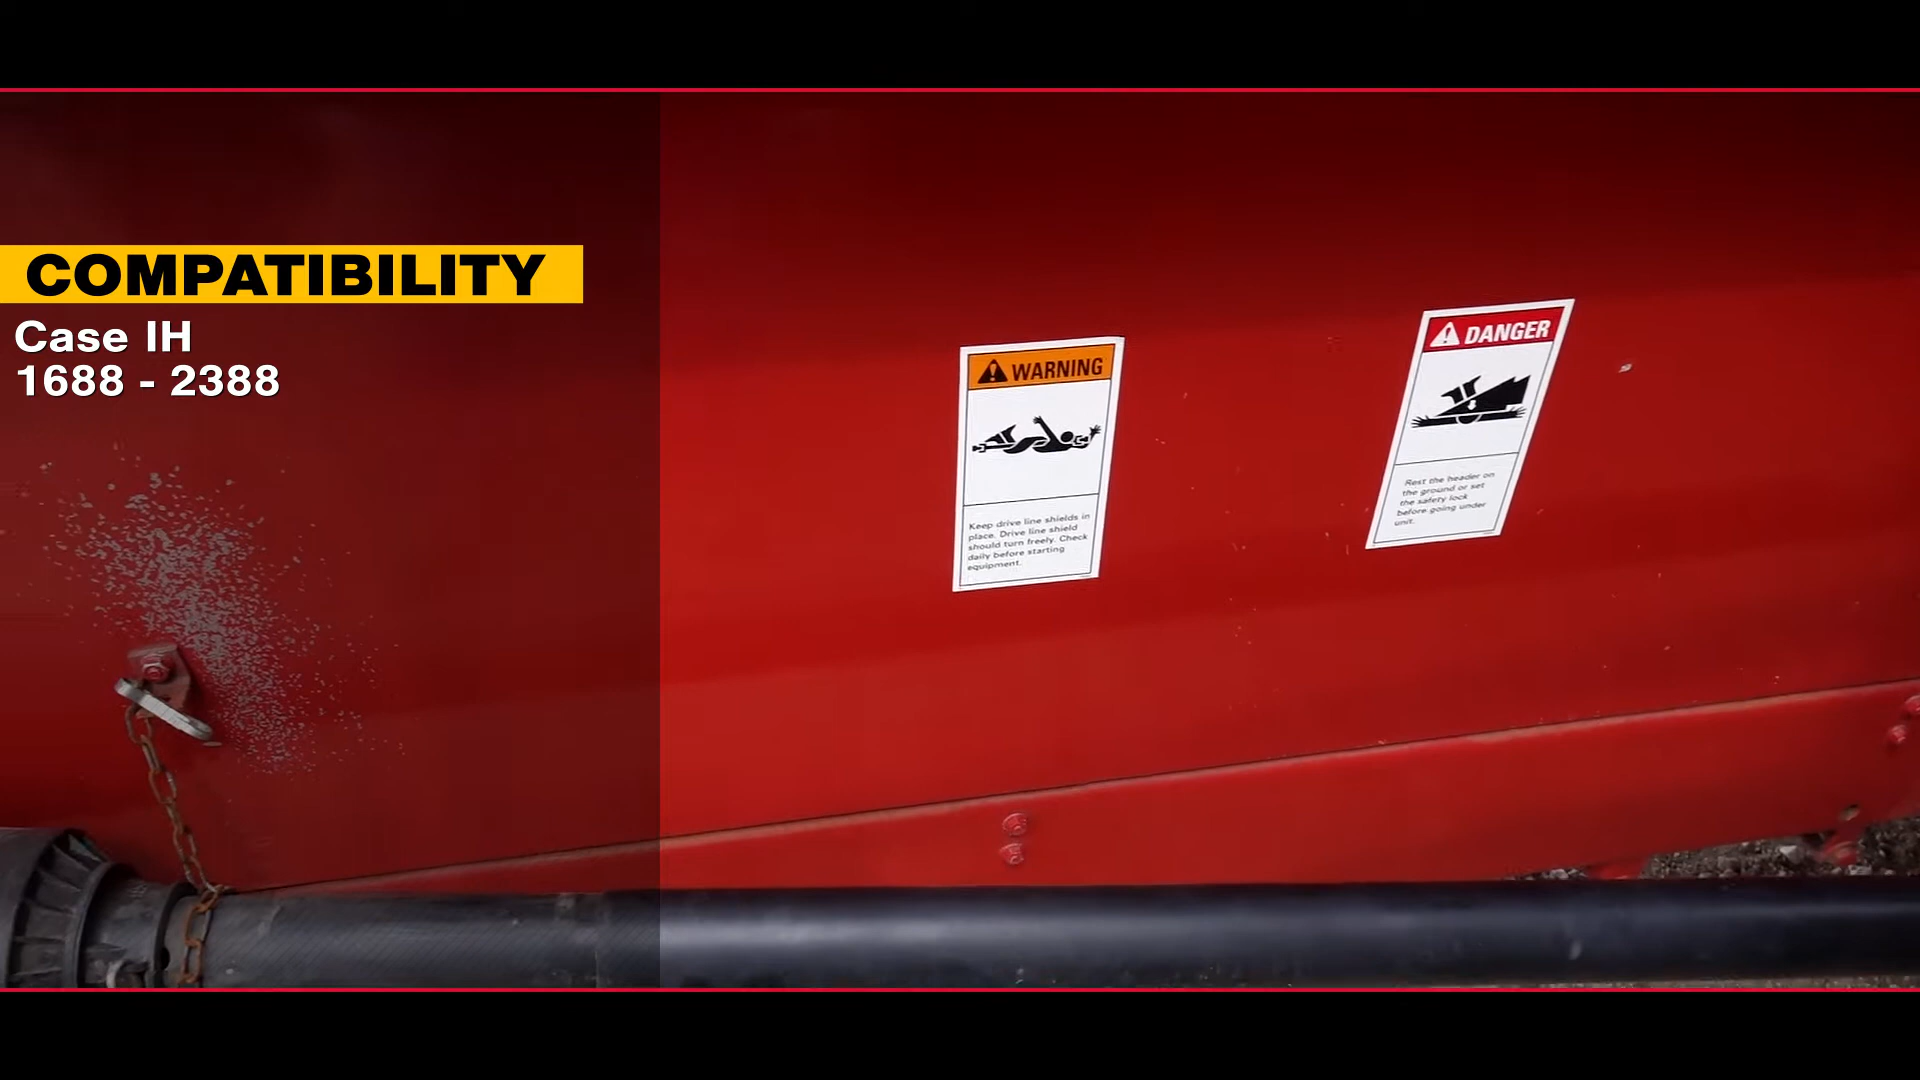 COMPATIBILITY
Case IH
1688 - 2388
WARNING
Keep drive line shields in
place. Drive line shield
should turn freely. Check
daily before starting
equipment.
DANGER
Rest the header on
the ground or set
the safety lock
before going under
unit.